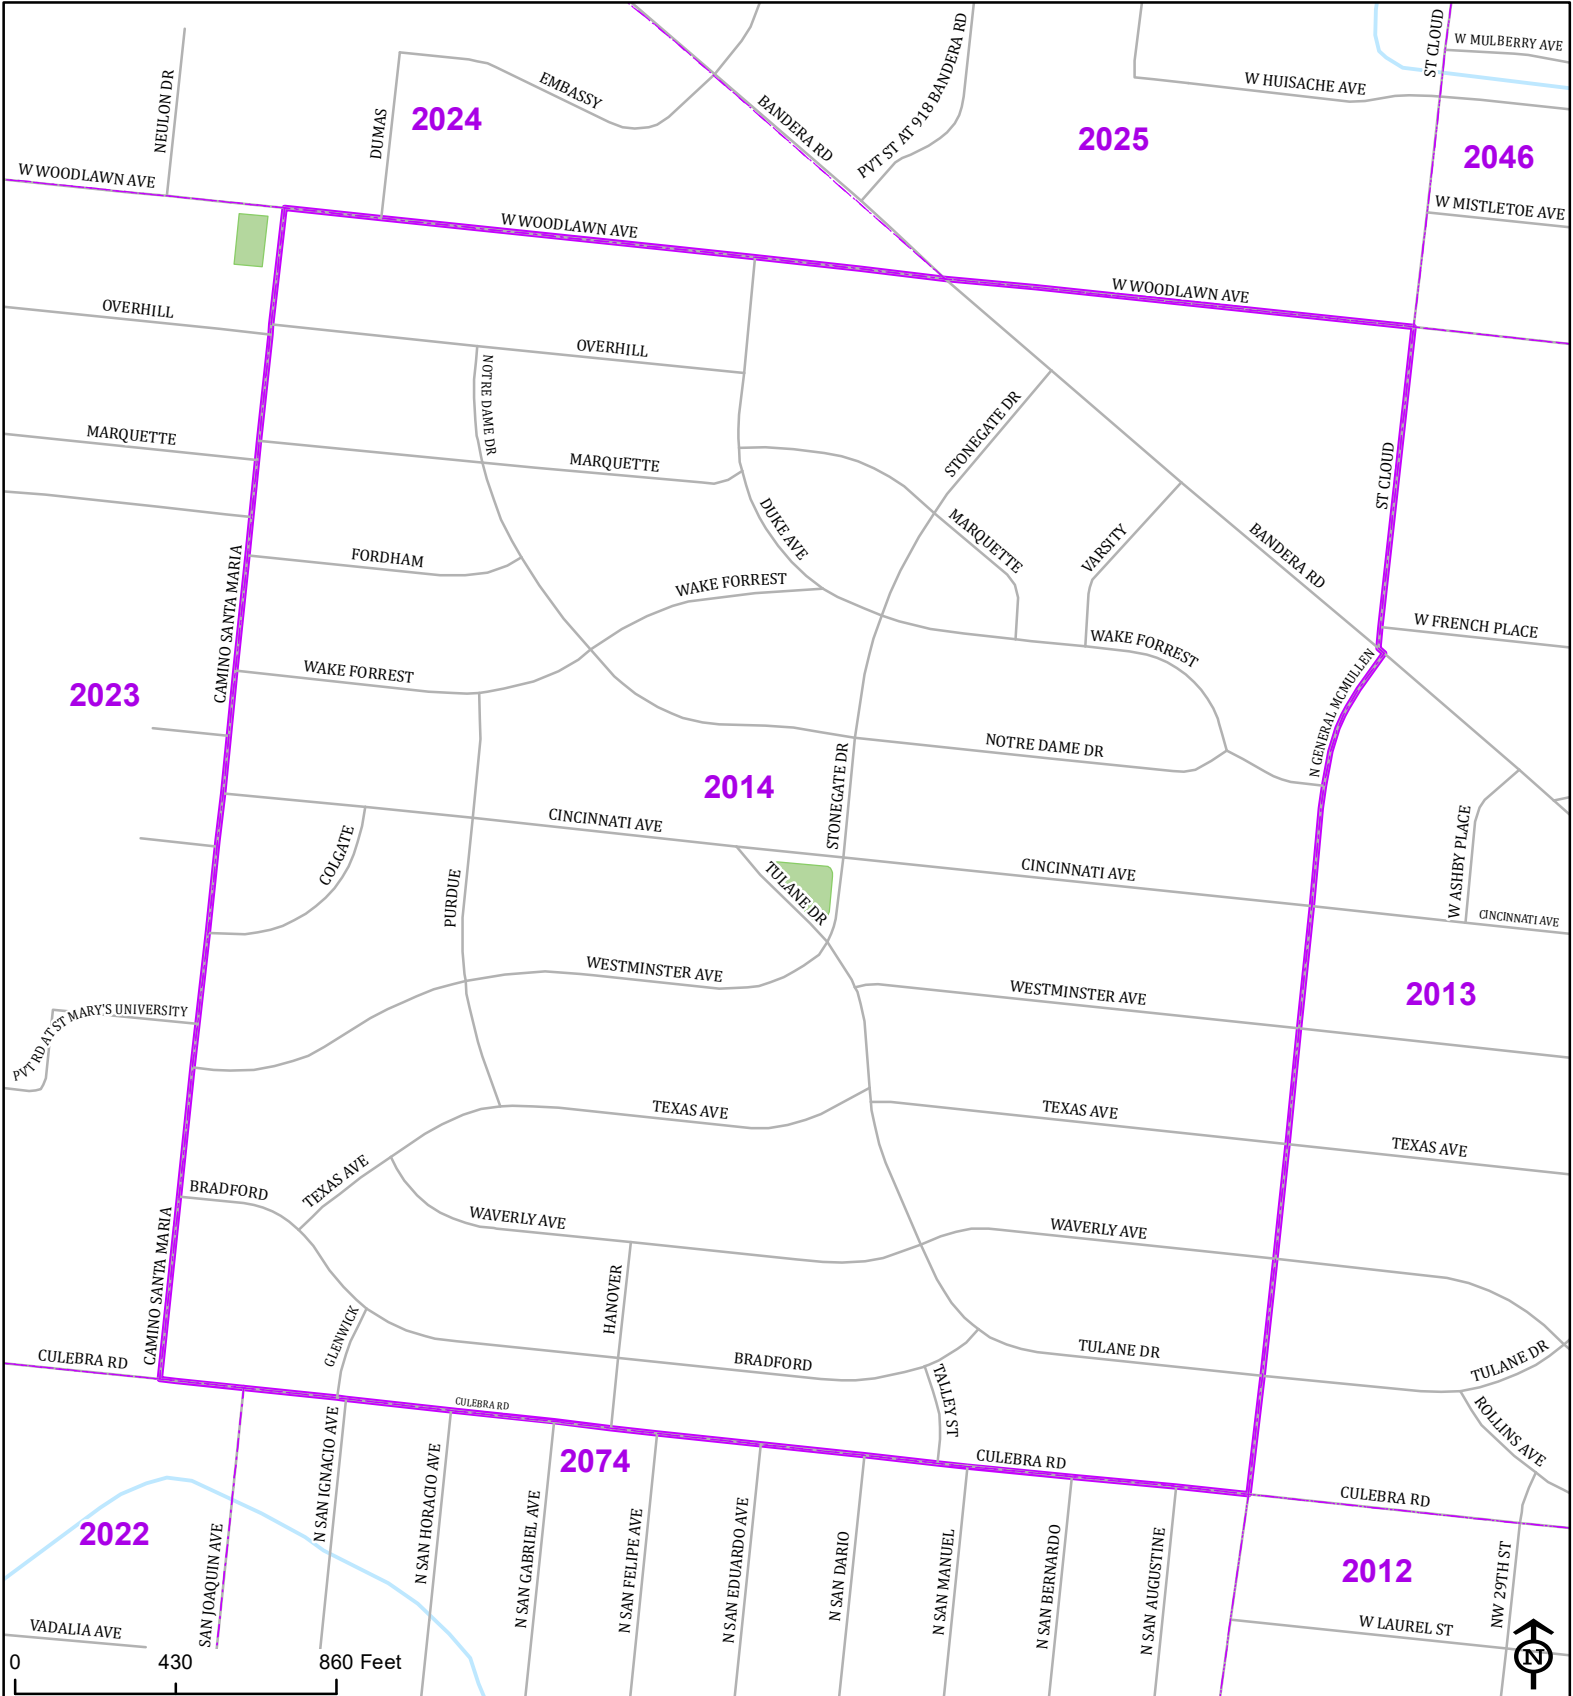 ST CLOUD
W MULBERRY AVE
W HUISACHE AVE
PVT ST AT 918 BANDERA RD
EMBASSY
NEULON DR
DUMAS
2024
BANDERA RD
2025
2046
W WOODLAWN AVE
W MISTLETOE AVE
W WOODLAWN AVE
W WOODLAWN AVE
OVERHILL
OVERHILL
NOTRE DAME DR
STONEGATE DR
MARQUETTE
MARQUETTE
ST CLOUD
DUKE AVE
MARQUETTE
VARSITY
BANDERA RD
FORDHAM
WAKE FORREST
CAMINO SANTA MARIA
W FRENCH PLACE
WAKE FORREST
WAKE FORREST
2023
N GENERAL MCMULLEN
NOTRE DAME DR
2014
STONEGATE DR
CINCINNATI AVE
COLGATE
W ASHBY PLACE
CINCINNATI AVE
PURDUE
TULANE DR
CINCINNATI AVE
WESTMINSTER AVE
WESTMINSTER AVE
2013
PVT RD AT ST MARY'S UNIVERSITY
TEXAS AVE
TEXAS AVE
TEXAS AVE
TEXAS AVE
BRADFORD
WAVERLY AVE
WAVERLY AVE
CAMINO SANTA MARIA
HANOVER
GLENWICK
TULANE DR
CULEBRA RD
BRADFORD
TULANE DR
TALLEY ST
CULEBRA RD
ROLLINS AVE
2074
CULEBRA RD
CULEBRA RD
N SAN IGNACIO AVE
N SAN HORACIO AVE
N SAN GABRIEL AVE
N SAN FELIPE AVE
N SAN EDUARDO AVE
N SAN DARIO
N SAN MANUEL
N SAN BERNARDO
N SAN AUGUSTINE
2022
SAN JOAQUIN AVE
2012
NW 29TH ST
VADALIA AVE
W LAUREL ST
0 430 860 Feet
N